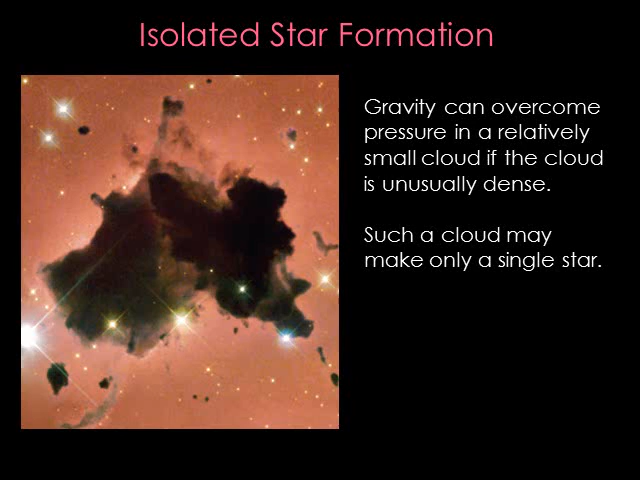 Isolated Star Formation
Gravity can overcome
pressure in a relatively
small cloud if the cloud
is unusually dense.
Such a cloud may
make only a single star.